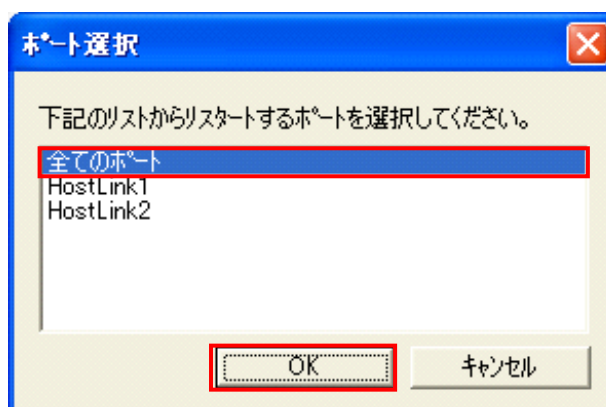 ポート選択
下記のリストからリスタートするポートを選択してください。
全てのポート
HostLink1
HostLink2
OK
キャンセル